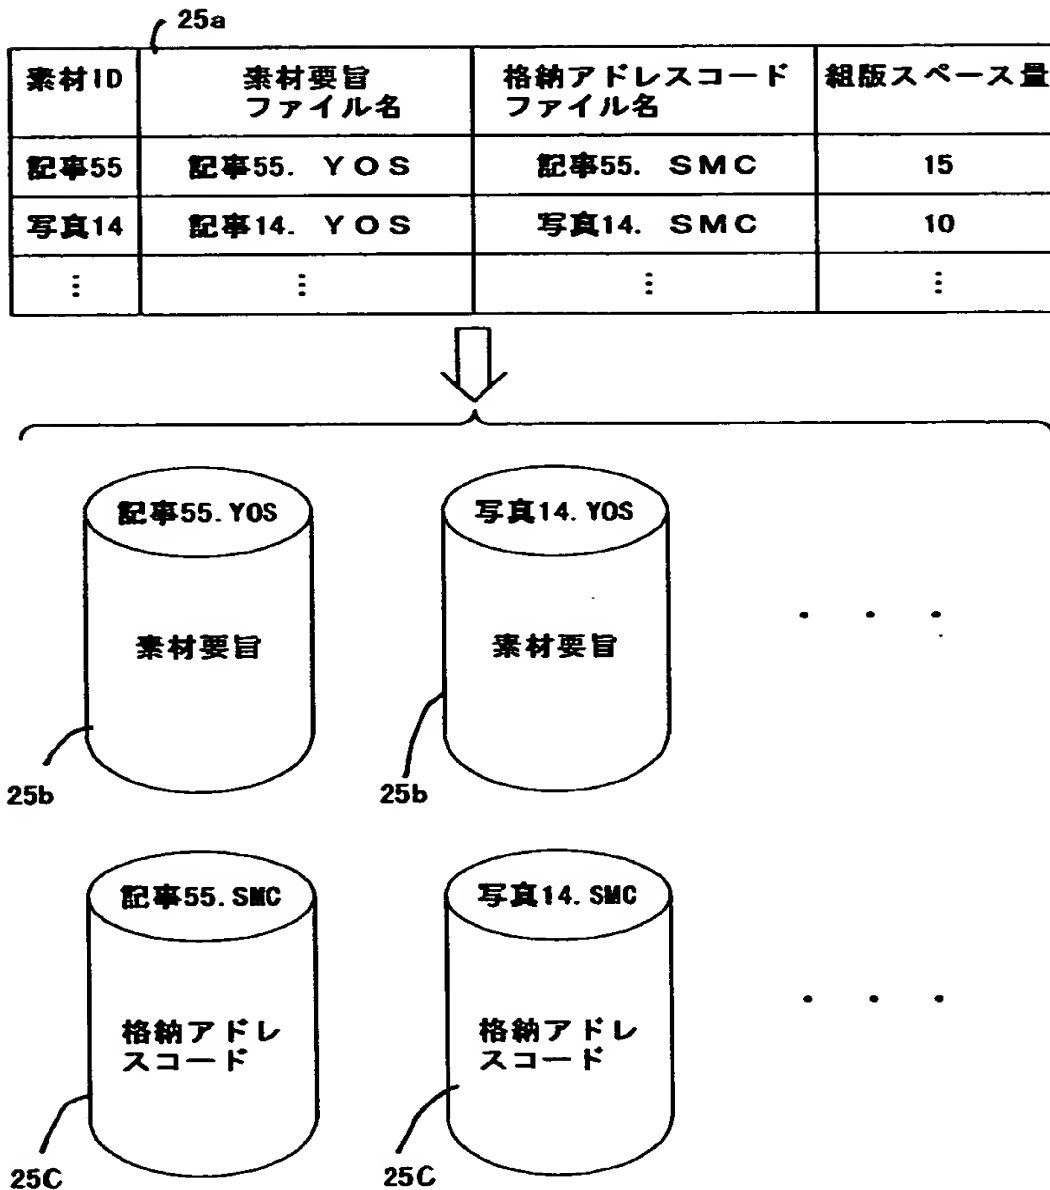 25a
素材ID 素材要旨 格納アドレスコード 組版スペース量
ファイル名 ファイル名
記事55 記事55. YOS 記事55. SMC 15
写真14 記事14. YOS 写真14. SMC 10
⋮ ⋮ ⋮ ⋮
記事55.YOS 写真14.YOS
素材要旨 素材要旨 . . .
25b 25b
記事55.SMC 写真14.SMC
格納アドレ 格納アドレ . . .
スコード スコード
25C 25C